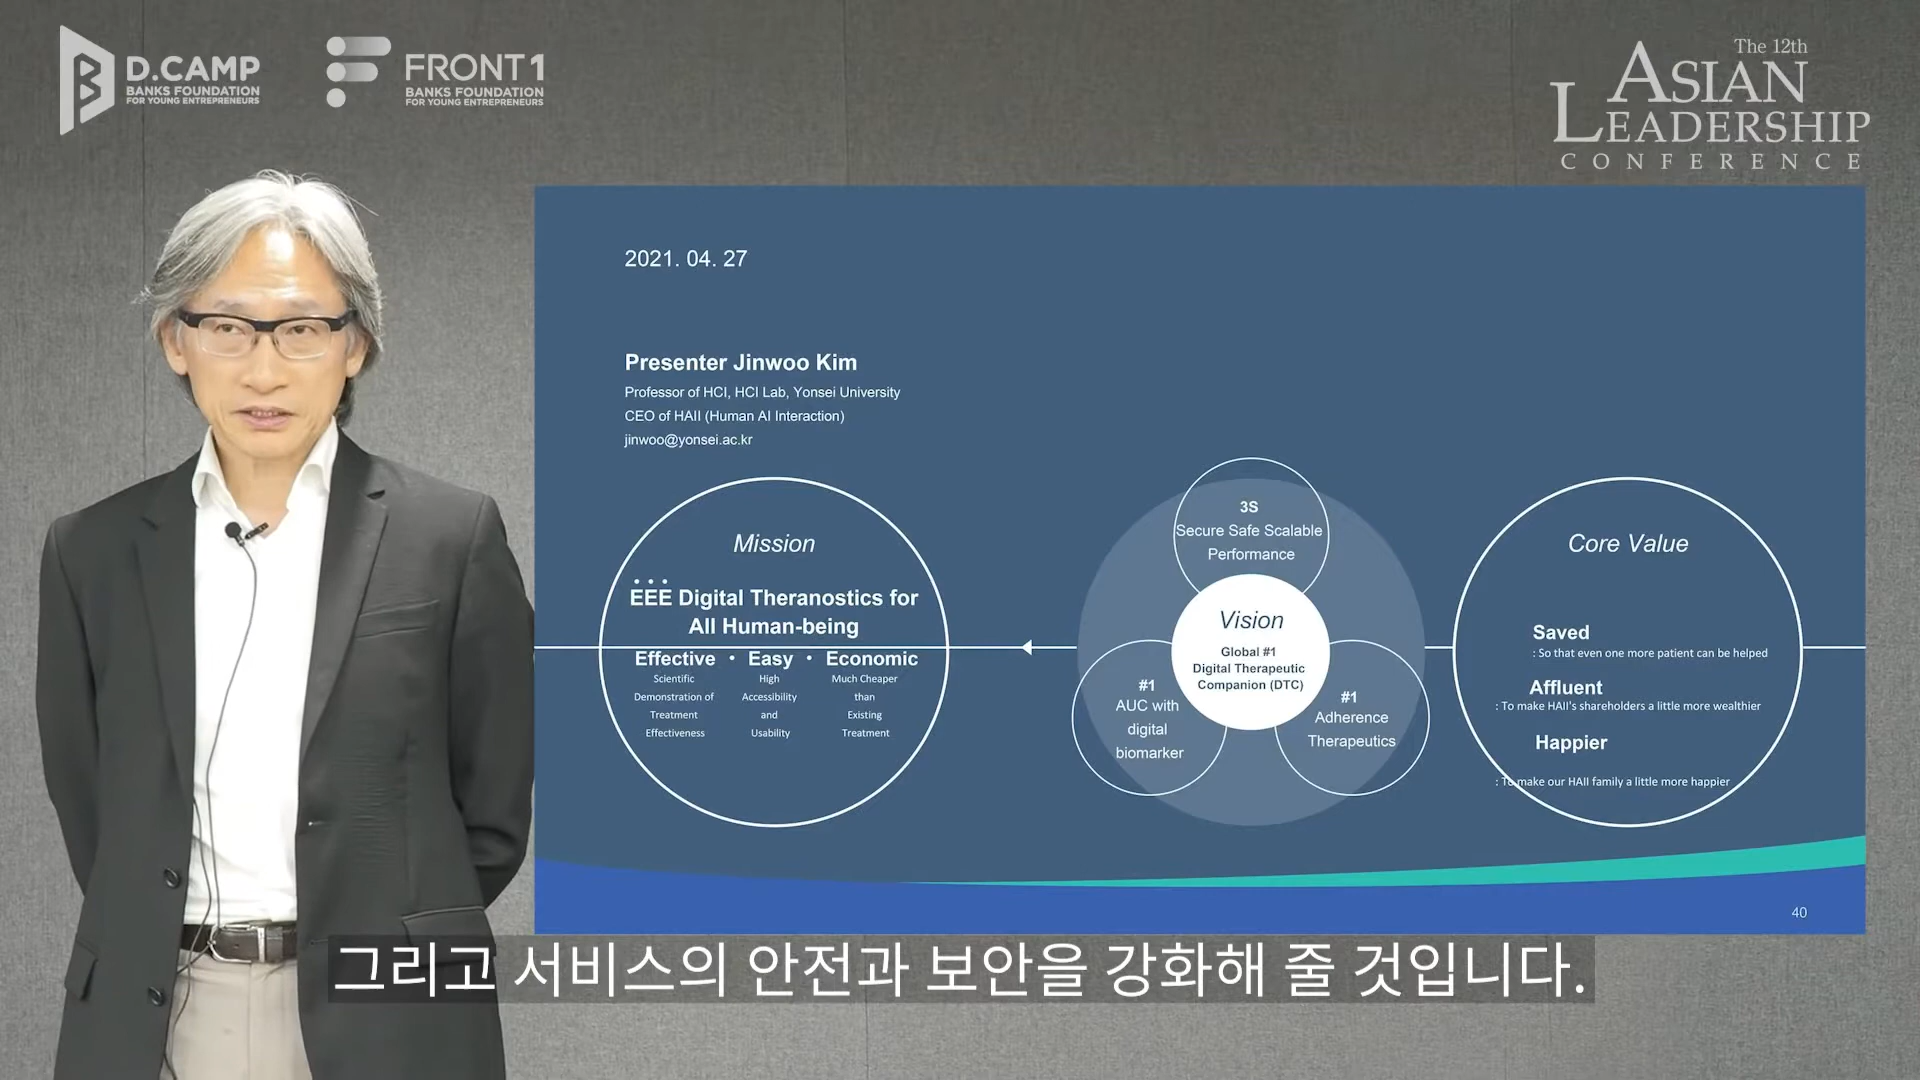 D.CAMP
BANKS FOUNDATION
FOR YOUNG ENTREPRENEURS
FRONT1
BANKS FOUNDATION
FOR YOUNG ENTREPRENEURS
The 12th
ASIAN
LEADERSHIP
CONFERENCE
2021. 04. 27
Presenter Jinwoo Kim
Professor of HCI, HCI Lab, Yonsei University
CEO of HAII (Human AI Interaction)
jinwoo@yonsei.ac.kr
Mission
EEE Digital Theranostics for
All Human-being
Effective • Easy • Economic
Scientific
Demonstration of
Treatment
Effectiveness
High
Accessibility
and
Usability
Much Cheaper
than
Existing
Treatment
3S
Secure Safe Scalable
Performance
Vision
Global #1
Digital Therapeutic
Companion (DTC)
#1
AUC with
digital
biomarker
#1
Adherence
Therapeutics
Core Value
Saved
: So that even one more patient can be helped
Affluent
: To make HAII's shareholders a little more wealthier
Happier
: To make our HAII family a little more happier
40
그리고 서비스의 안전과 보안을 강화해 줄 것입니다.